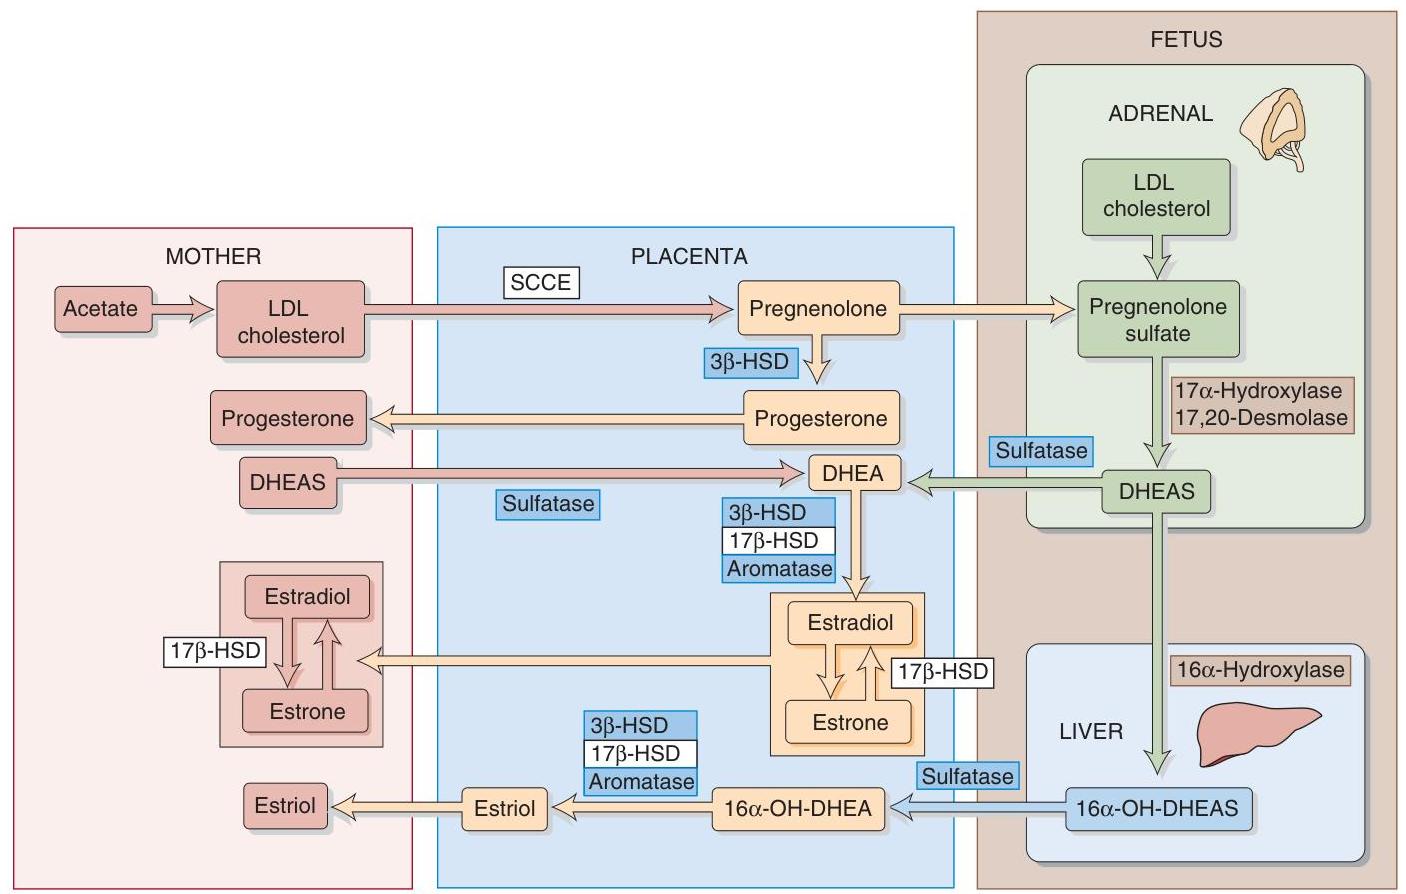 FETUS
ADRENAL
LDL
cholesterol
MOTHER
PLACENTA
SCCE
Acetate
LDL
cholesterol
Pregnenolone
Pregnenolone
sulfate
3β-HSD
17α-Hydroxylase
17,20-Desmolase
Progesterone
Progesterone
Sulfatase
DHEAS
DHEA
DHEAS
Sulfatase
3β-HSD
17β-HSD
Aromatase
Estradiol
Estradiol
17β-HSD
17β-HSD
16α-Hydroxylase
Estrone
Estrone
3β-HSD
17β-HSD
Aromatase
LIVER
Sulfatase
Estriol
Estriol
16α-OH-DHEA
16α-OH-DHEAS